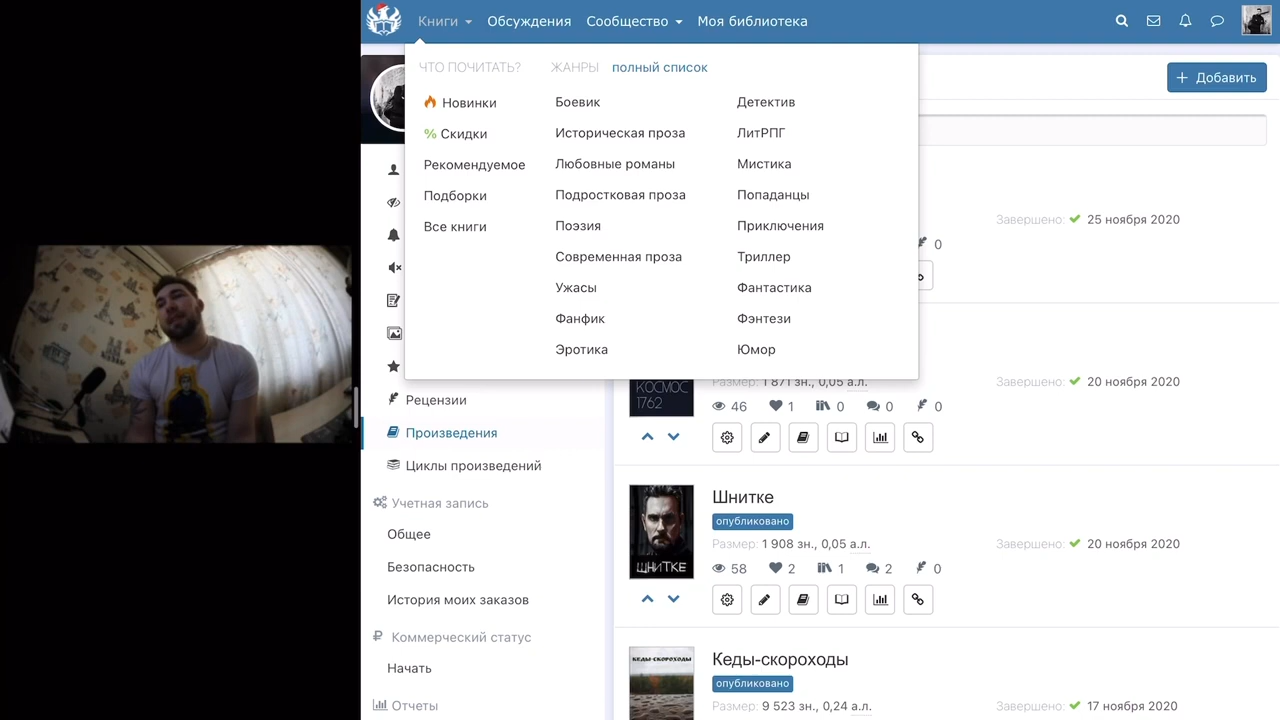 Книги Обсуждения Сообщество Моя библиотека
ЧТО ПОЧИТАТЬ? ЖАНРЫ полный список
Добавить
Новинки Боевик Детектив
% Скидки Историческая проза ЛитРПГ
Рекомендуемое Любовные романы Мистика
Подборки Подростковая проза Попаданцы
Все книги Поэзия Приключения
Современная проза Триллер
Ужасы Фантастика
Фанфик Фэнтези
Эротика Юмор
Завершено: 25 ноября 2020
0
КОСМОС
1762
Размер: 1 871 зн., 0,05 а.л.
Завершено: 20 ноября 2020
46 1 0 0 0
Рецензии
Произведения
Циклы произведений
Учетная запись
Общее
Безопасность
История моих заказов
Коммерческий статус
Начать
Отчеты
ШНИТКЕ
Шнитке
опубликовано
Размер: 1 908 зн., 0,05 а.л.
Завершено: 20 ноября 2020
58 2 1 2 0
КЕДЫ-СКОРОХОДЫ
Кеды-скороходы
опубликовано
Размер: 9 523 зн., 0,24 а.л.
Завершено: 17 ноября 2020